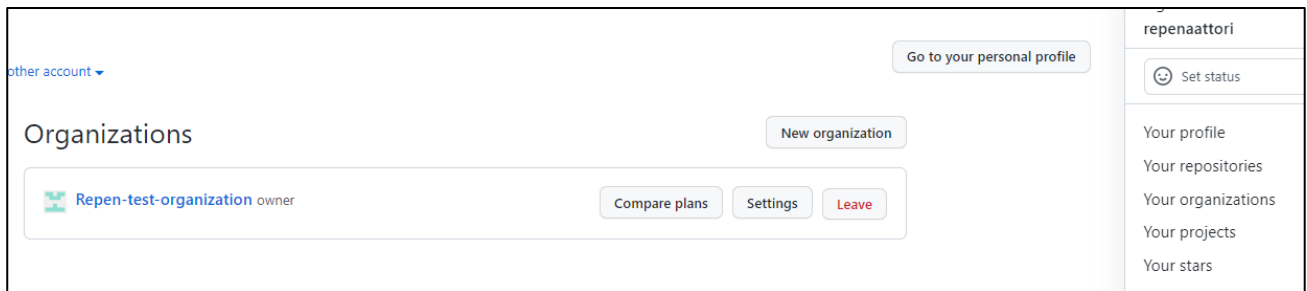 other account
Go to your personal profile
Organizations
New organization
Repen-test-organization owner
Compare plans
Settings
Leave
repenaattori
Set status
Your profile
Your repositories
Your organizations
Your projects
Your stars